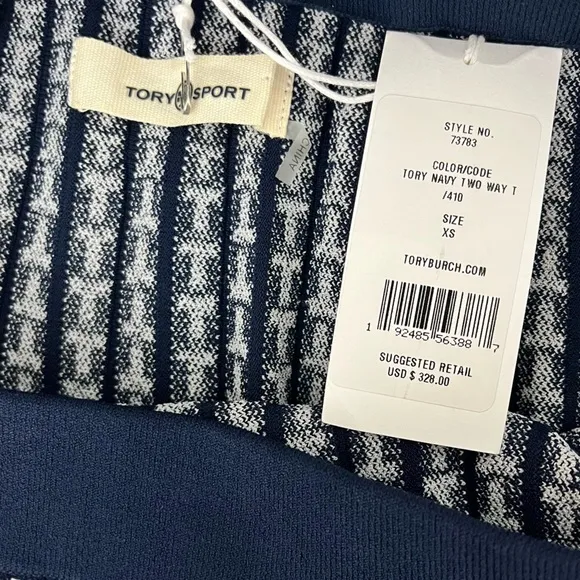 TORY SPORT
STYLE NO.
73783
COLOR/CODE
TORY NAVY TWO WAY T
/410
SIZE
XS
TORYBURCH.COM
1 92485 56388 7
SUGGESTED RETAIL
USD $ 328.00